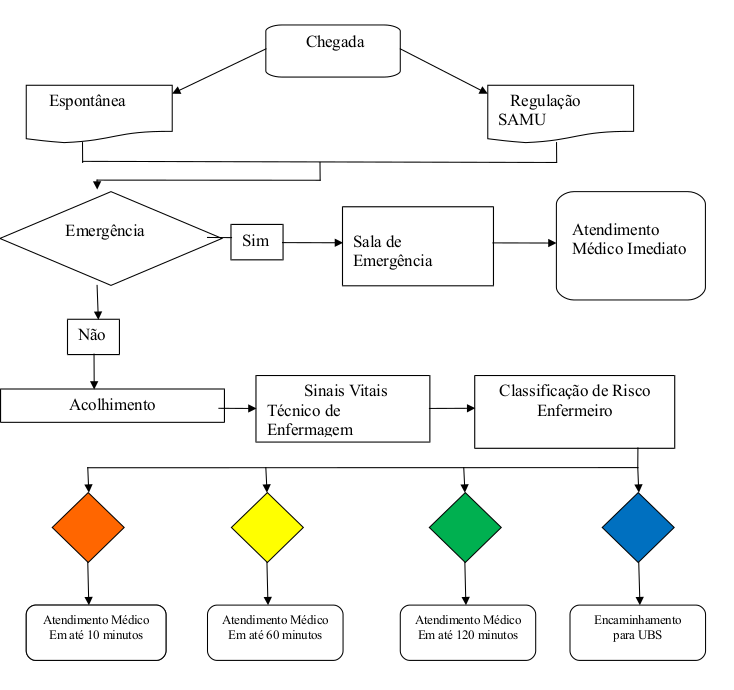 Chegada
Espontânea
Regulação
SAMU
Emergência
Sim
Sala de
Emergência
Atendimento
Médico Imediato
Não
Acolhimento
Sinais Vitais
Técnico de
Enfermagem
Classificação de Risco
Enfermeiro
Atendimento Médico
Em até 10 minutos
Atendimento Médico
Em até 60 minutos
Atendimento Médico
Em até 120 minutos
Encaminhamento
para UBS